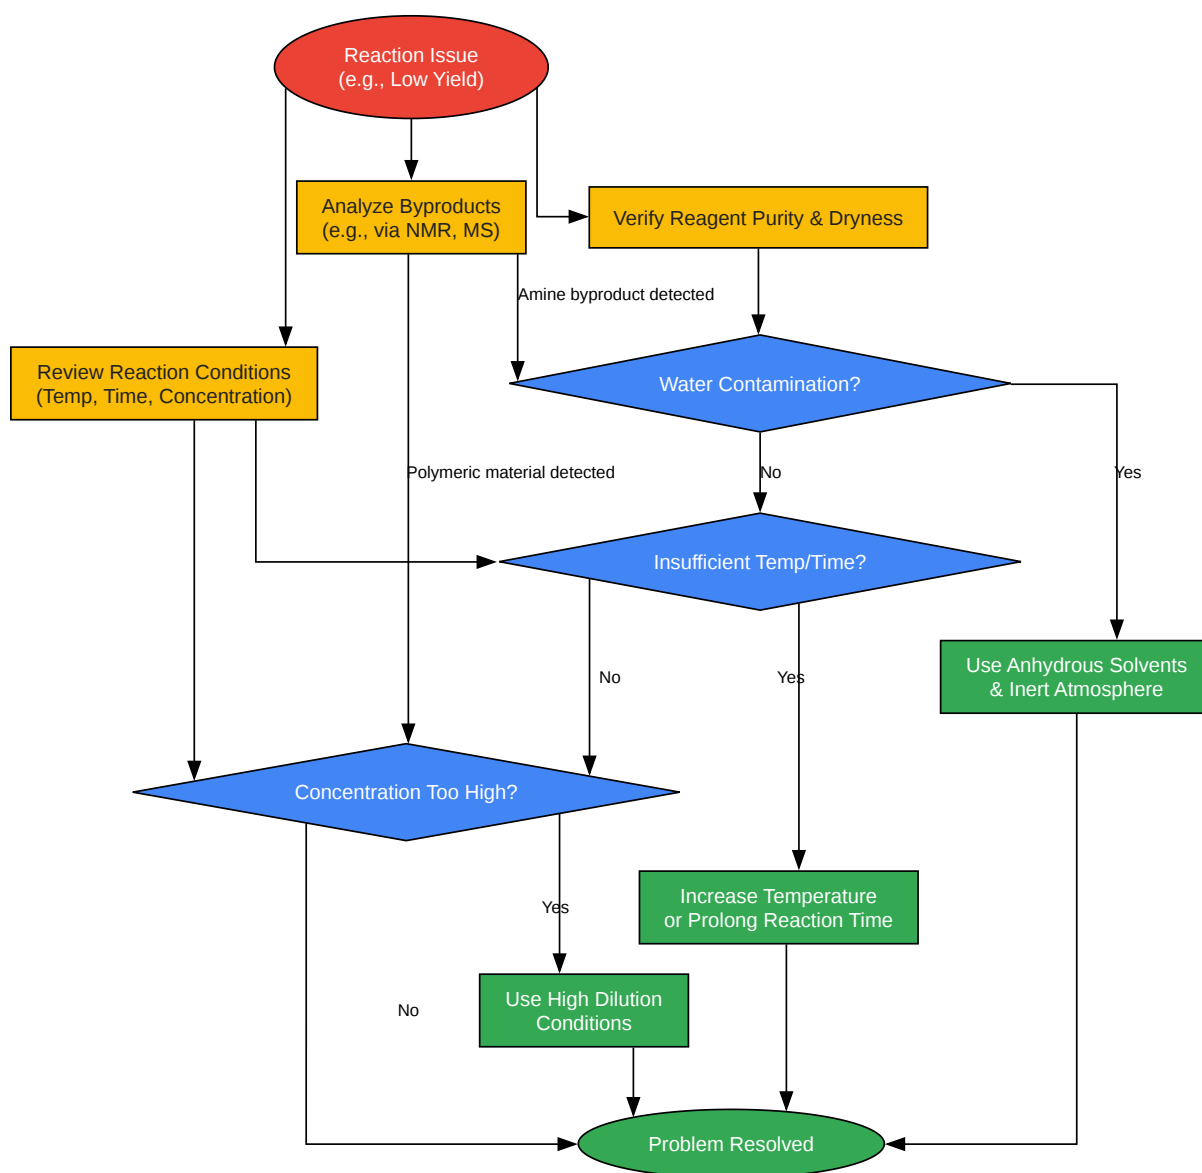 Reaction Issue
(e.g., Low Yield)
Analyze Byproducts
(e.g., via NMR, MS)
Verify Reagent Purity & Dryness
Amine byproduct detected
Review Reaction Conditions
(Temp, Time, Concentration)
Water Contamination?
Polymeric material detected
No
Yes
Insufficient Temp/Time?
No
Yes
Use Anhydrous Solvents
& Inert Atmosphere
Concentration Too High?
Increase Temperature
or Prolong Reaction Time
Yes
Use High Dilution
Conditions
No
Problem Resolved